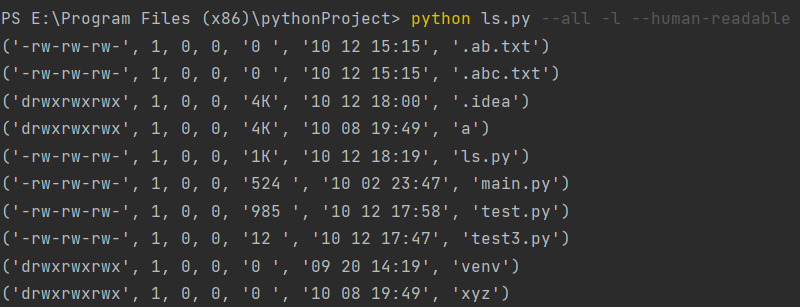 PS E:\Program Files (x86)\pythonProject> python ls.py --all -l --human-readable
('-rw-rw-rw-', 1, 0, 0, '0 ', '10 12 15:15', '.ab.txt')
('-rw-rw-rw-', 1, 0, 0, '0 ', '10 12 15:15', '.abc.txt')
('drwxrwxrwx', 1, 0, 0, '4K', '10 12 18:00', '.idea')
('drwxrwxrwx', 1, 0, 0, '4K', '10 08 19:49', 'a')
('-rw-rw-rw-', 1, 0, 0, '1K', '10 12 18:19', 'ls.py')
('-rw-rw-rw-', 1, 0, 0, '524 ', '10 02 23:47', 'main.py')
('-rw-rw-rw-', 1, 0, 0, '985 ', '10 12 17:58', 'test.py')
('-rw-rw-rw-', 1, 0, 0, '12 ', '10 12 17:47', 'test3.py')
('drwxrwxrwx', 1, 0, 0, '0 ', '09 20 14:19', 'venv')
('drwxrwxrwx', 1, 0, 0, '0 ', '10 08 19:49', 'xyz')